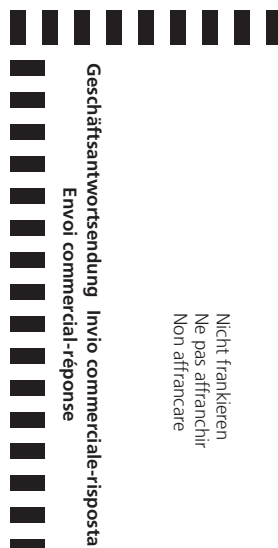 Nicht frankieren
Ne pas affranchir
Non affrancare
Geschäftsantwortsendung Invio commerciale-risposta
Envoi commercial-réponse